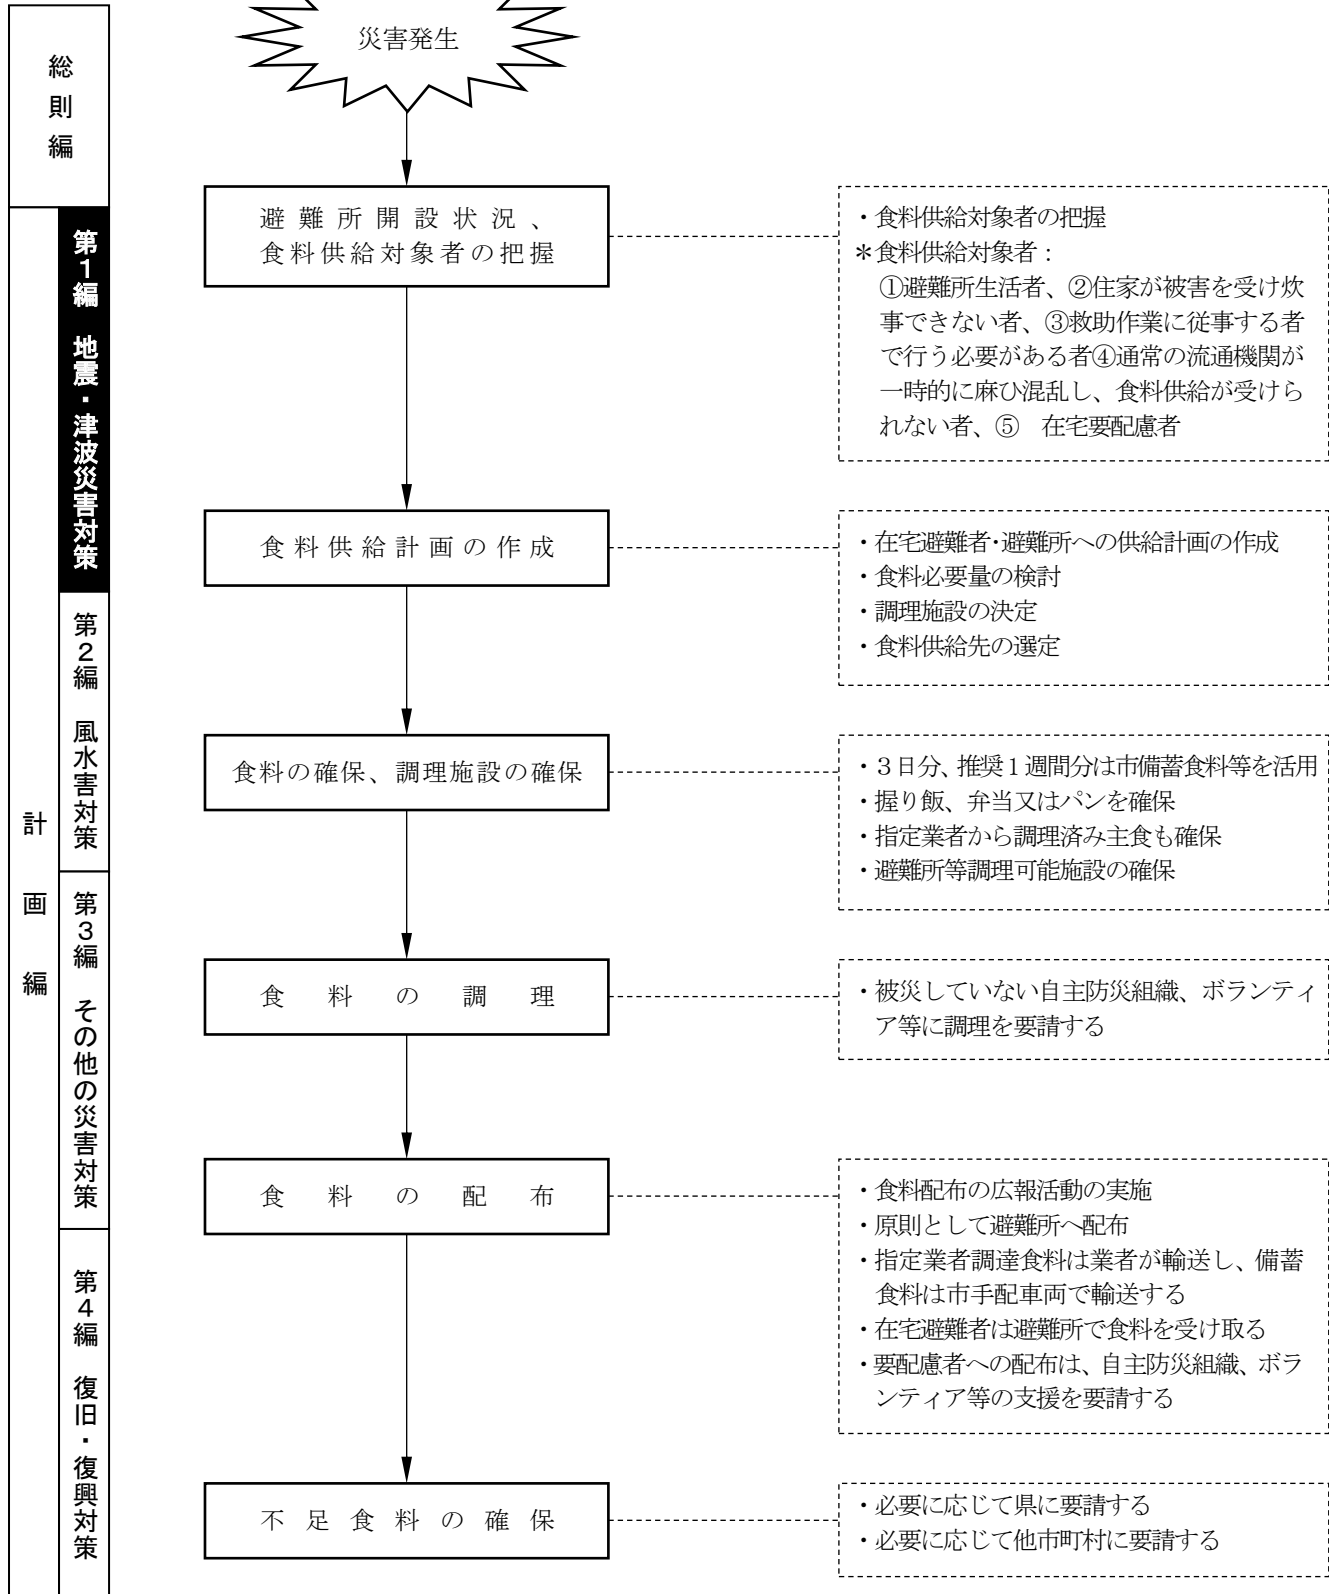 総則編
計画編
第1編 地震・津波災害対策
第2編 風水害対策
第3編 その他の災害対策
第4編 復旧・復興対策
災害発生
避難所開設状況、
食料供給対象者の把握
・食料供給対象者の把握
＊食料供給対象者：
①避難所生活者、②住家が被害を受け炊
事できない者、③救助作業に従事する者
で行う必要がある者④通常の流通機関が
一時的に麻ひ混乱し、食料供給が受けら
れない者、⑤　在宅要配慮者
食料供給計画の作成
・在宅避難者・避難所への供給計画の作成
・食料必要量の検討
・調理施設の決定
・食料供給先の選定
食料の確保、調理施設の確保
・３日分、推奨１週間分は市備蓄食料等を活用
・握り飯、弁当又はパンを確保
・指定業者から調理済み主食も確保
・避難所等調理可能施設の確保
食料の調理
・被災していない自主防災組織、ボランティ
ア等に調理を要請する
食料の配布
・食料配布の広報活動の実施
・原則として避難所へ配布
・指定業者調達食料は業者が輸送し、備蓄
食料は市手配車両で輸送する
・在宅避難者は避難所で食料を受け取る
・要配慮者への配布は、自主防災組織、ボラ
ンティア等の支援を要請する
不足食料の確保
・必要に応じて県に要請する
・必要に応じて他市町村に要請する